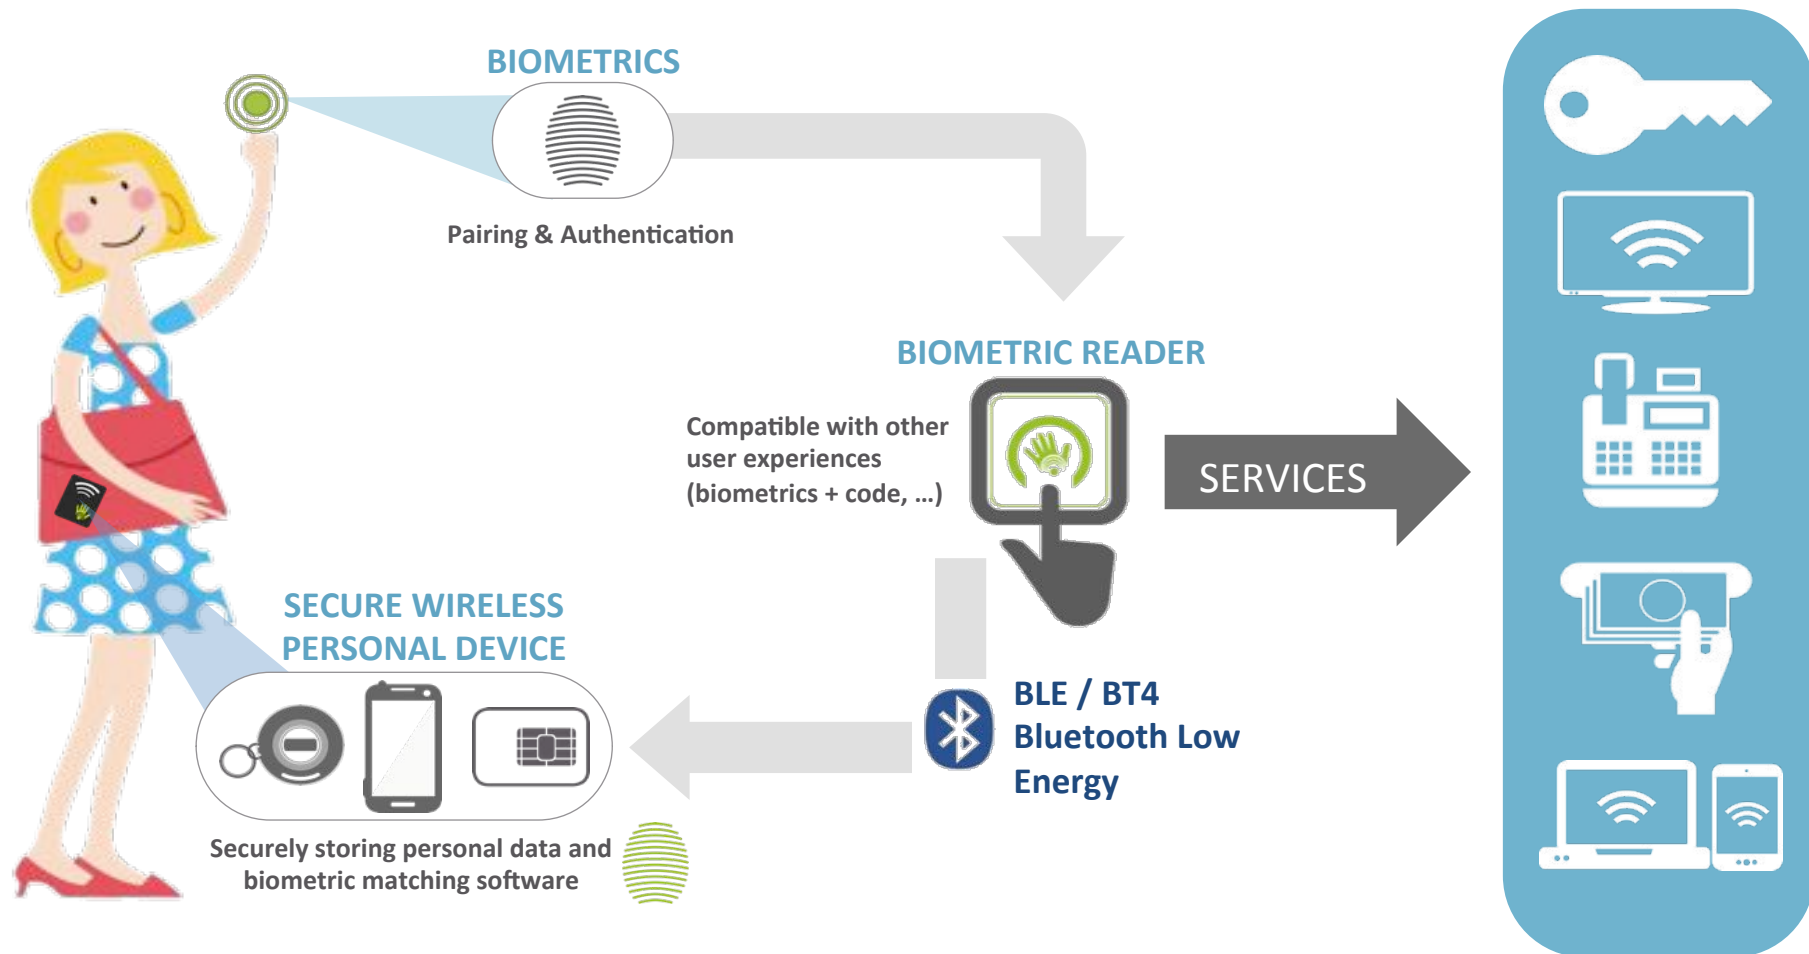 BIOMETRICS
Pairing & Authentication
BIOMETRIC READER
Compatible with other
user experiences
(biometrics + code, ...)
SERVICES
SECURE WIRELESS
PERSONAL DEVICE
BLE / BT4
Bluetooth Low
Energy
Securely storing personal data and
biometric matching software